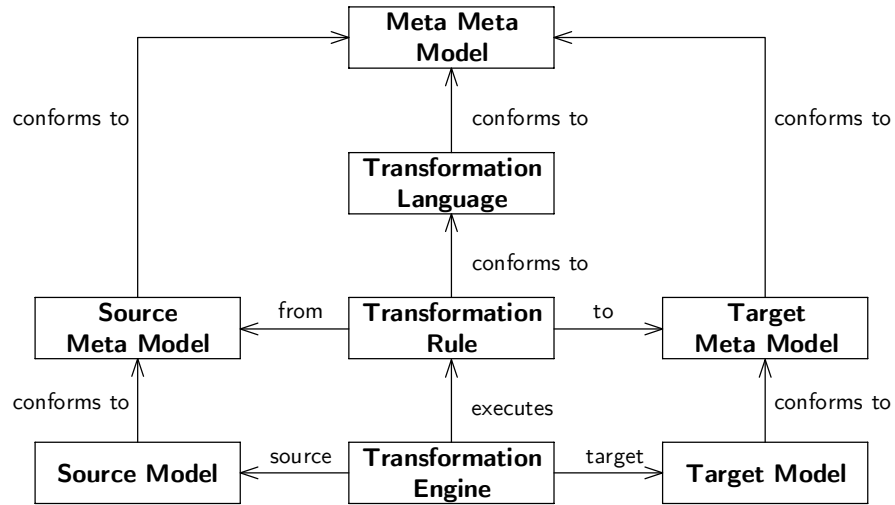 Meta Meta
Model
conforms to
conforms to
conforms to
Transformation
Language
conforms to
Source
Meta Model
from
Transformation
Rule
to
Target
Meta Model
conforms to
executes
conforms to
Source Model
source
Transformation
Engine
target
Target Model